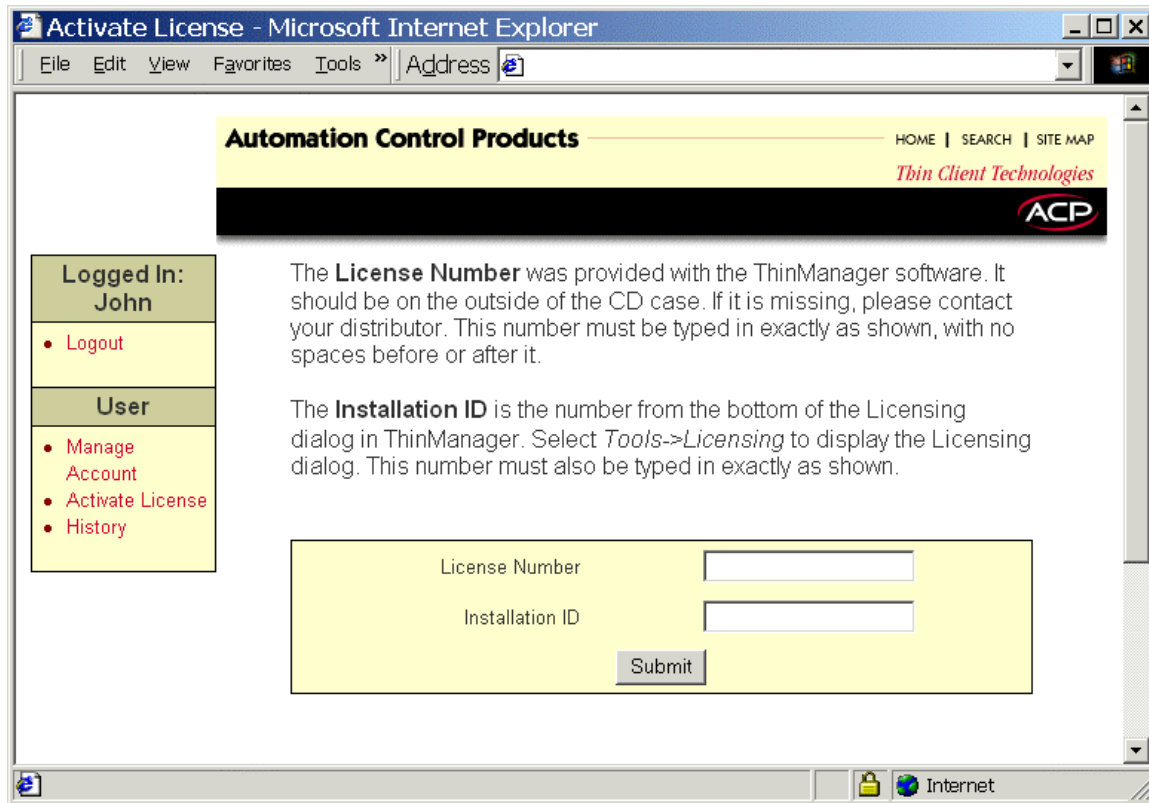 Activate License - Microsoft Internet Explorer
File Edit View Favorites Tools » Address
Automation Control Products
HOME | SEARCH | SITE MAP
Thin Client Technologies
ACP
Logged In:
John
• Logout
User
• Manage
Account
• Activate License
• History
The License Number was provided with the ThinManager software. It
should be on the outside of the CD case. If it is missing, please contact
your distributor. This number must be typed in exactly as shown, with no
spaces before or after it.
The Installation ID is the number from the bottom of the Licensing
dialog in ThinManager. Select Tools->Licensing to display the Licensing
dialog. This number must also be typed in exactly as shown.
License Number
Installation ID
Submit
Internet